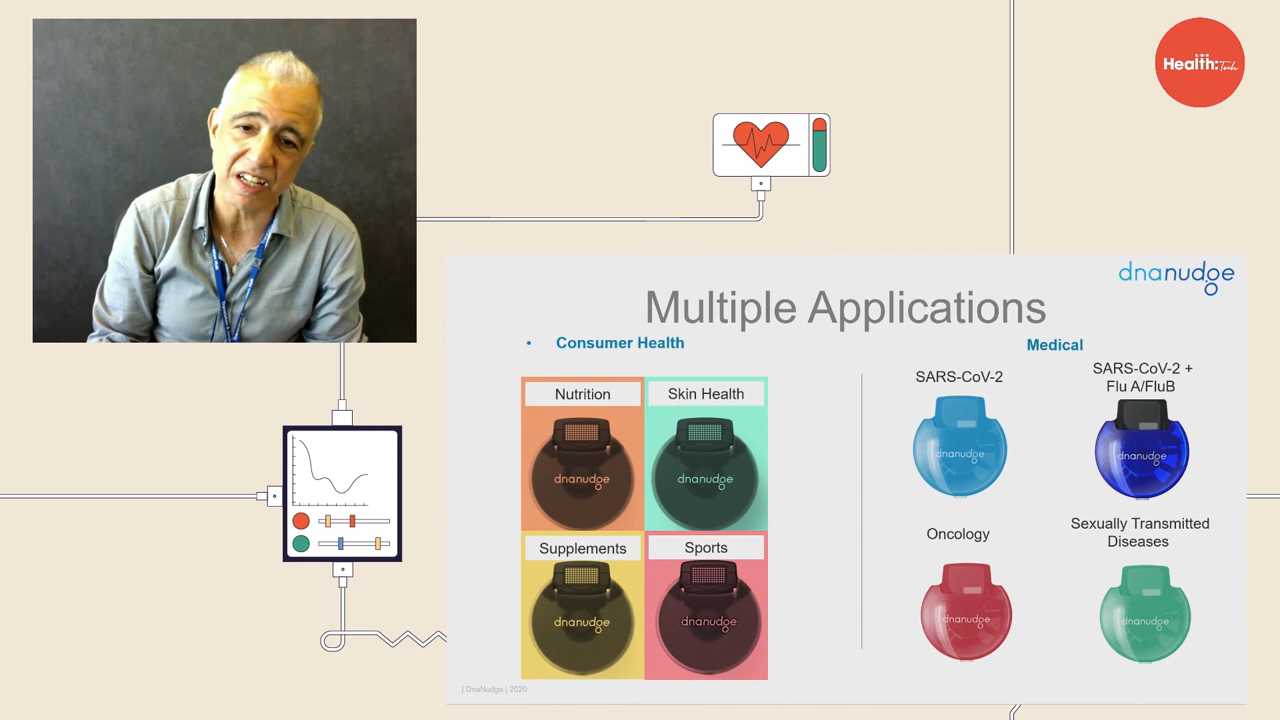 Health:Tech
dnanudge
Multiple Applications
• Consumer Health
Nutrition
Skin Health
dnanudge
dnanudge
Supplements
Sports
dnanudge
dnanudge
Medical
SARS-CoV-2
SARS-CoV-2 +
Flu A/FluB
dnanudge
dnanudge
Oncology
Sexually Transmitted
Diseases
dnanudge
dnanudge
| DnaNudge | 2020